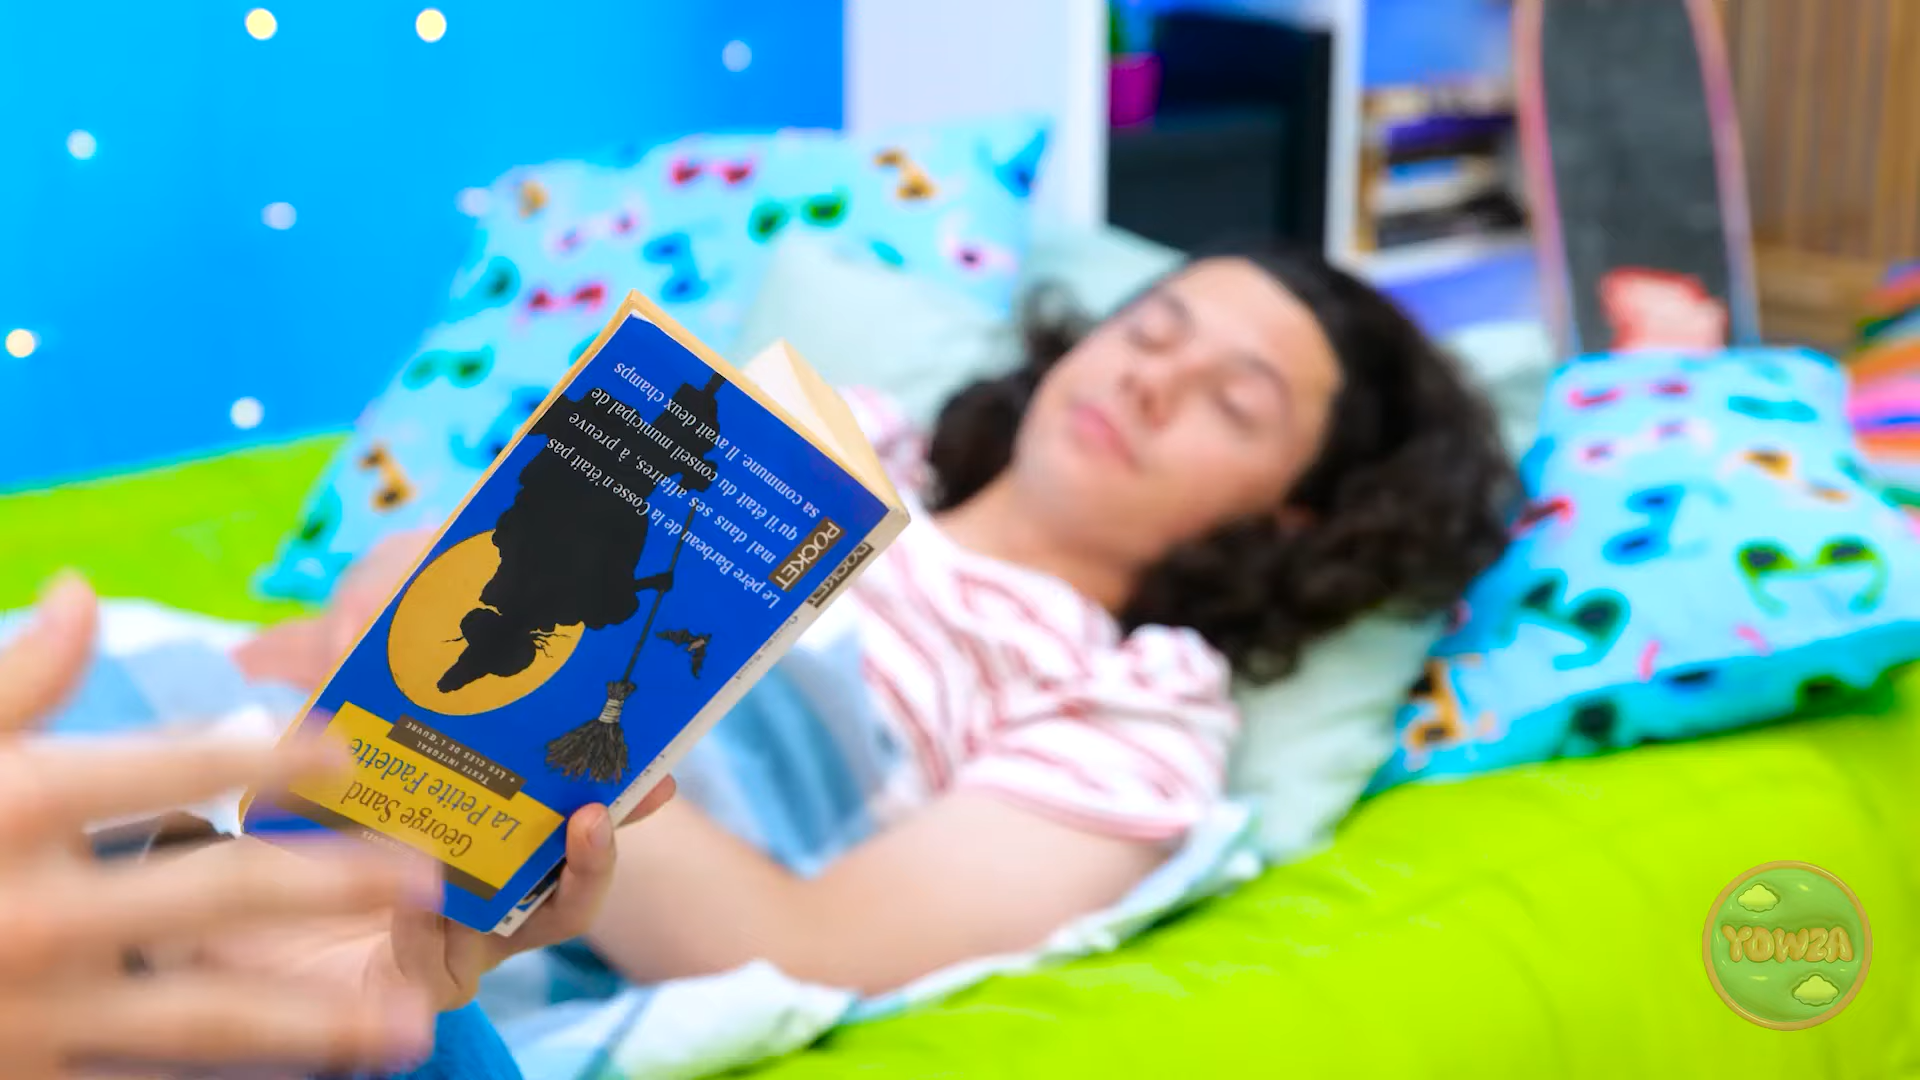 George Sand
La Petite Fadette
TEXTE INTÉGRAL
+ LES CLÉS DE L'ŒUVRE
Le père Barbeau de la Cosse n'était pas
mal dans ses affaires, à preuve
qu'il était du conseil municipal de
sa commune. Il avait deux champs
POCKET
POCKET
YOWZA